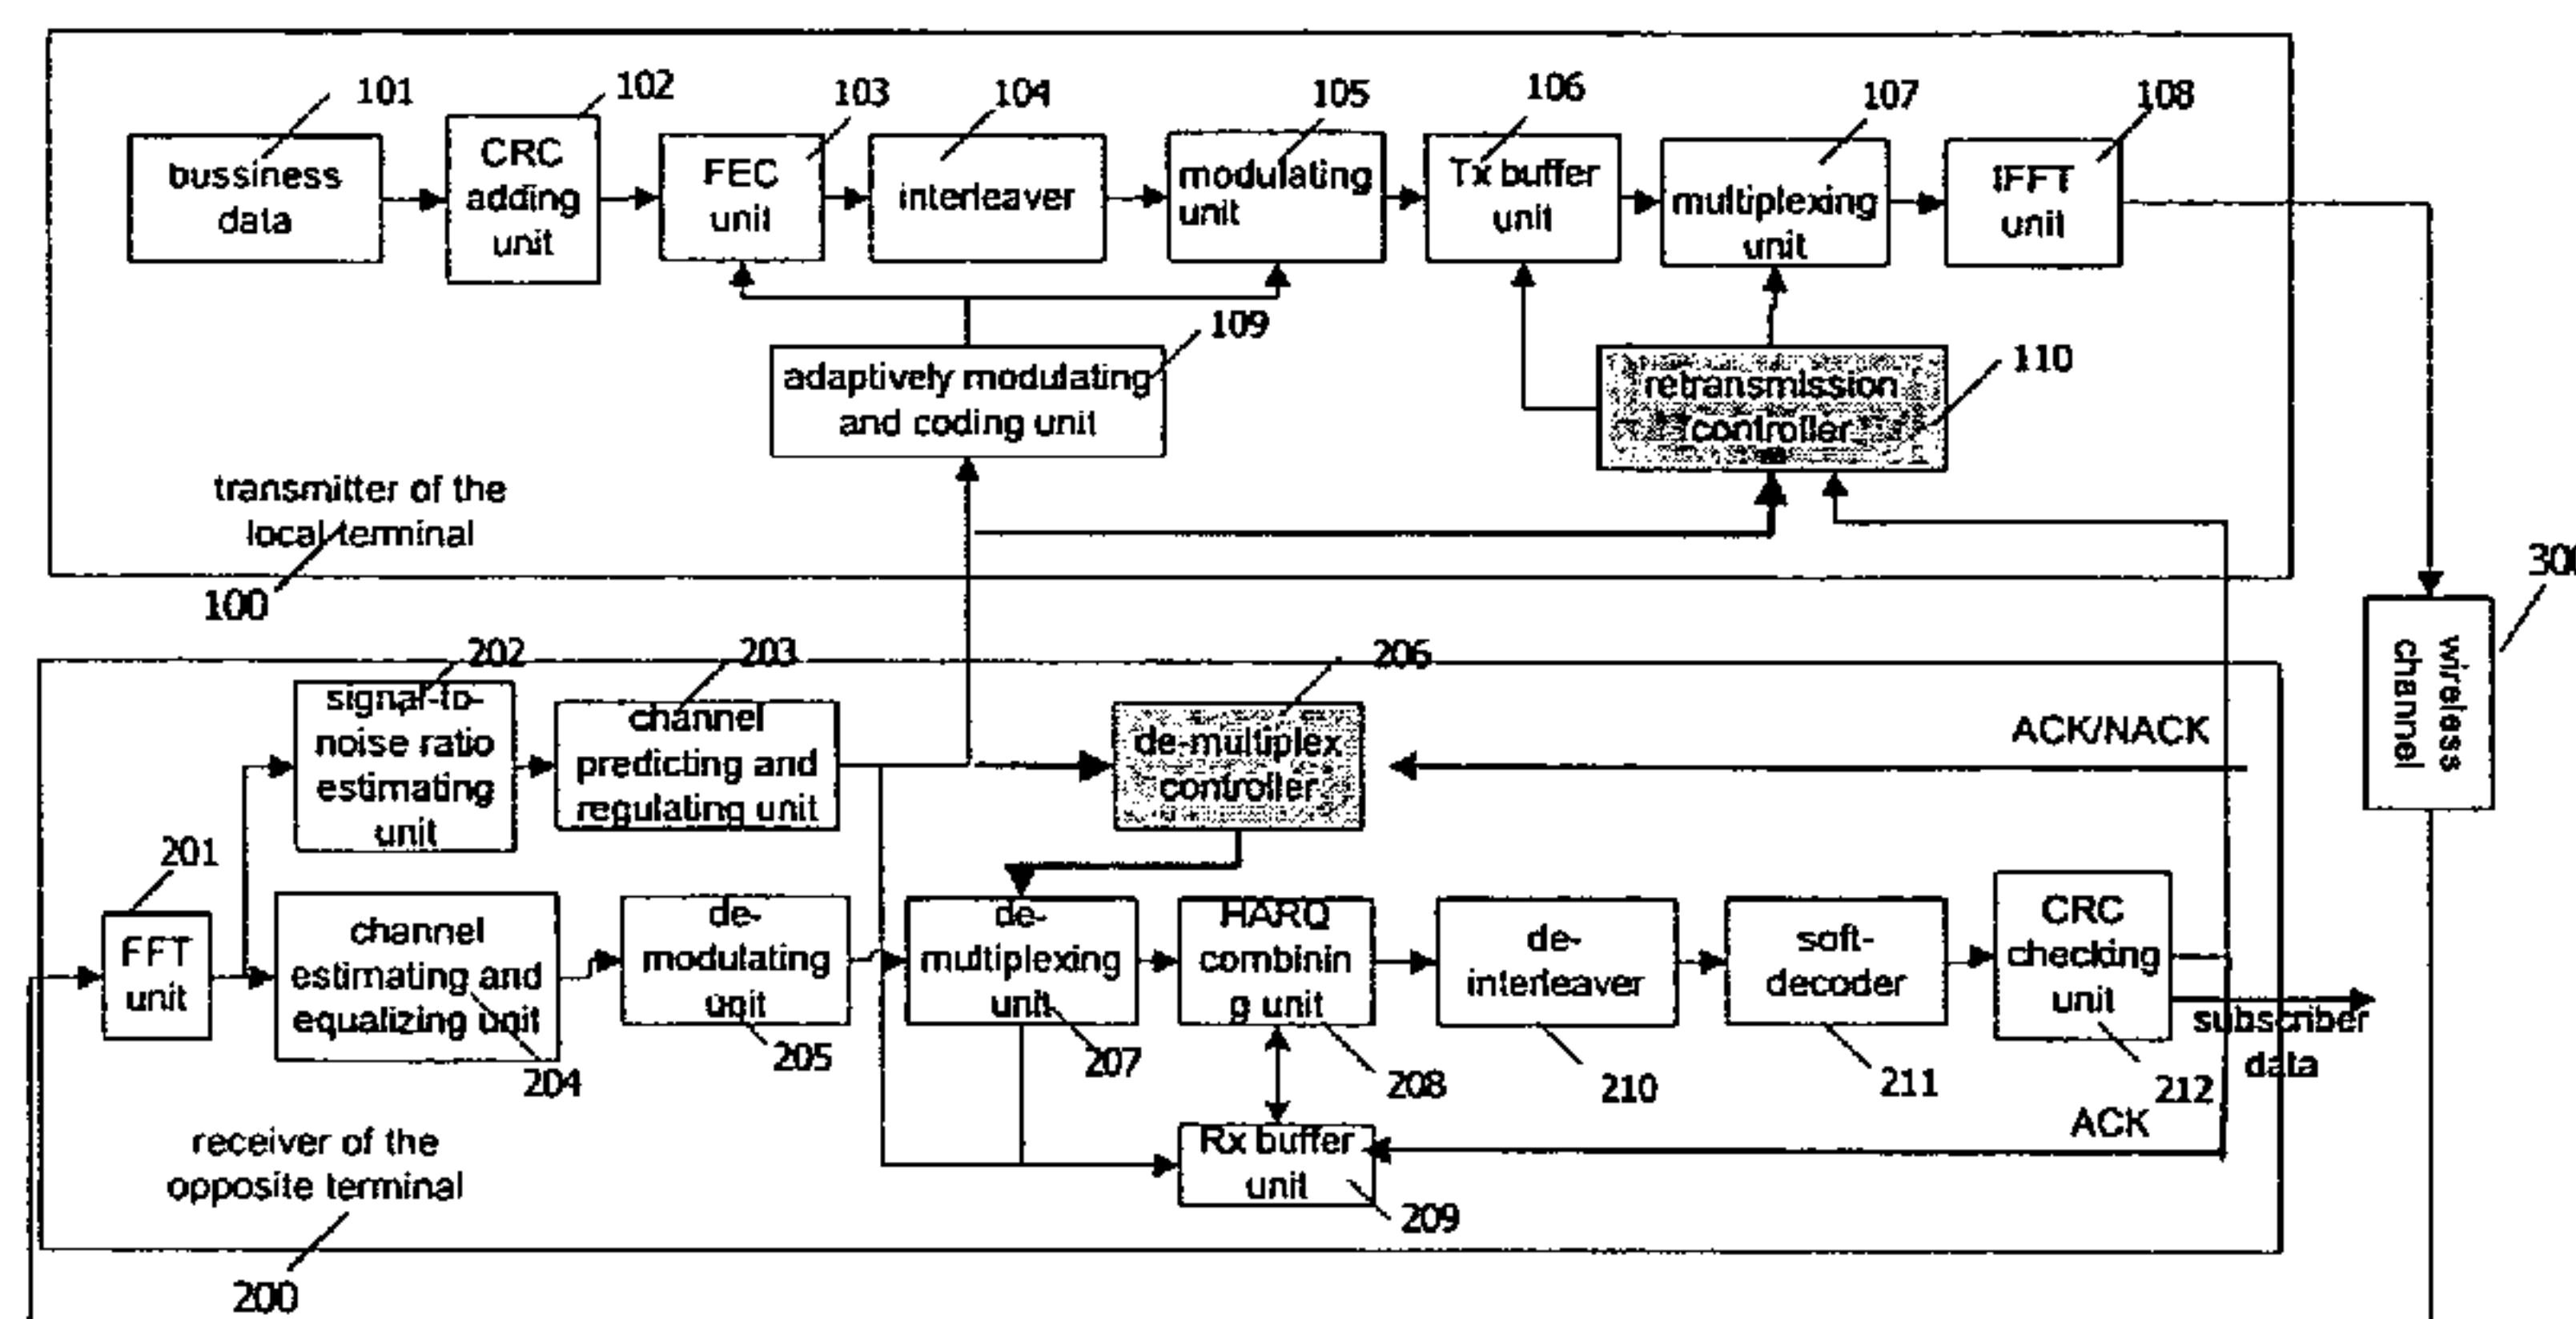 101
102
103
104
105
106
107
108
bussiness
data
CRC
adding
unit
FEC
unit
interleaver
modulating
unit
Tx buffer
unit
multiplexing
unit
IFFT
unit
109
adaptively modulating
and coding unit
110
retransmission
controller
transmitter of the
local terminal
100
300
wireless
channel
202
203
206
signal-to-
noise ratio
estimating
unit
channel
predicting and
regulating unit
de-multiplex
controller
ACK/NACK
201
FFT
unit
channel
estimating and
equalizing unit
204
de-
modulating
unit
205
de-
multiplexing
unit
207
HARQ
combinin
g unit
208
de-
interleaver
210
soft-
decoder
211
CRC
checking
unit
212
subscriber
data
ACK
Rx buffer
unit
209
receiver of the
opposite terminal
200